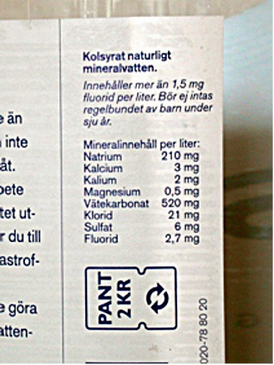 e än
inte
åt.
bete
tet ut-
r du till
astrof-
e göra
atten-
Kolsyrat naturligt
mineralvatten.
Innehåller mer än 1,5 mg
fluorid per liter. Bör ej intas
regelbundet av barn under
sju år.
Mineralinnehåll per liter:
Natrium 210 mg
Kalcium 3 mg
Kalium 2 mg
Magnesium 0,5 mg
Vätekarbonat 520 mg
Klorid 21 mg
Sulfat 6 mg
Fluorid 2,7 mg
PANT
2 KR
020-78 80 20